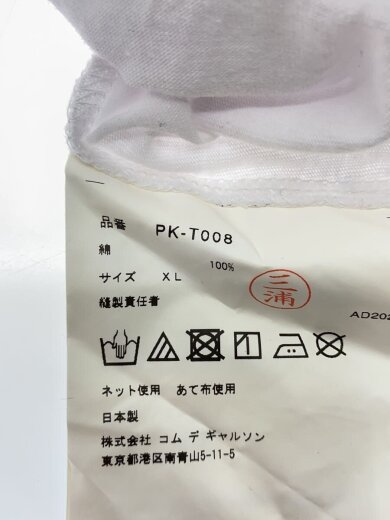 品番 PK-T008
綿 100%
サイズ XL
縫製責任者 三浦
AD202
ネット使用 あて布使用
日本製
株式会社 コム デ ギャルソン
東京都港区南青山5-11-5